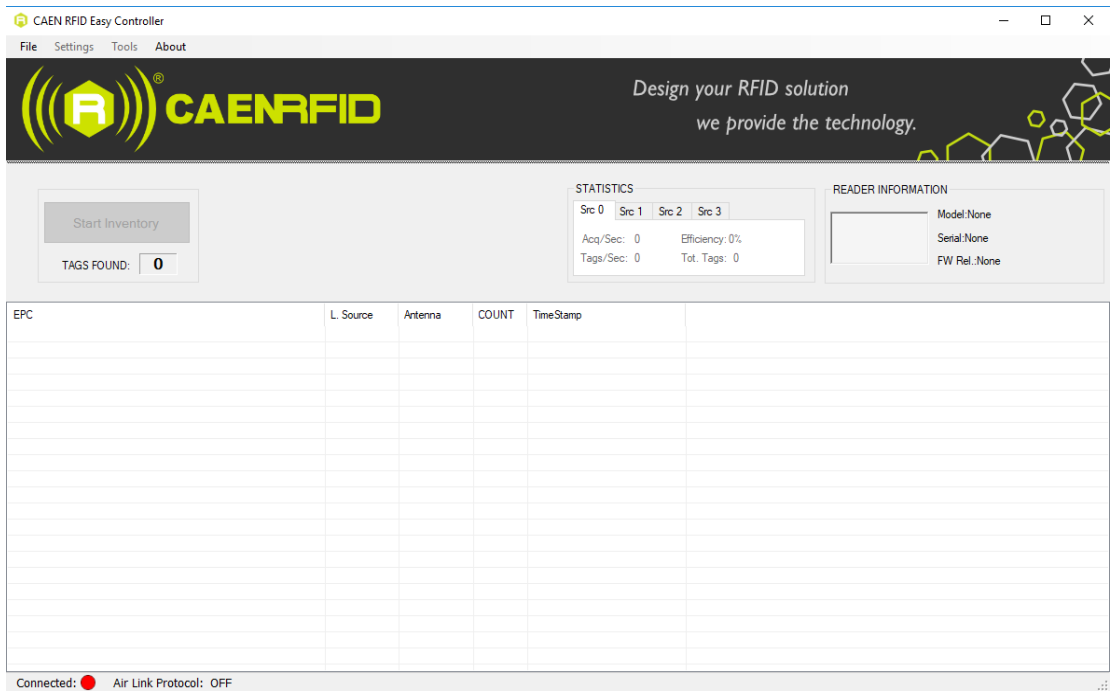 CAEN RFID Easy Controller
File Settings Tools About
R ® CAENRFID
Design your RFID solution
we provide the technology.
Start Inventory
TAGS FOUND: 0
STATISTICS
Src 0 Src 1 Src 2 Src 3
Acq/Sec: 0 Efficiency: 0%
Tags/Sec: 0 Tot. Tags: 0
READER INFORMATION
Model:None
Serial:None
FW Rel.:None
EPC L. Source Antenna COUNT TimeStamp
Connected: Air Link Protocol: OFF